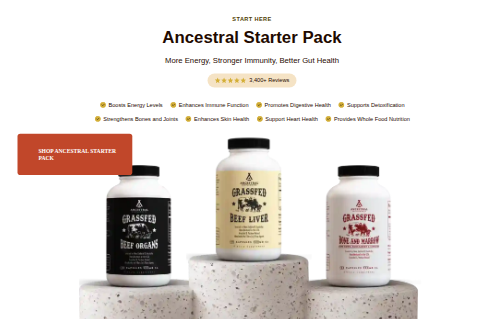 START HERE
Ancestral Starter Pack
More Energy, Stronger Immunity, Better Gut Health
3,400+ Reviews
Boosts Energy Levels
Enhances Immune Function
Promotes Digestive Health
Supports Detoxification
Strengthens Bones and Joints
Enhances Skin Health
Support Heart Health
Provides Whole Food Nutrition
SHOP ANCESTRAL STARTER
PACK
GRASSFED
BEEF ORGANS
GRASSFED
BEEF LIVER
GRASSFED
BONE AND MARROW